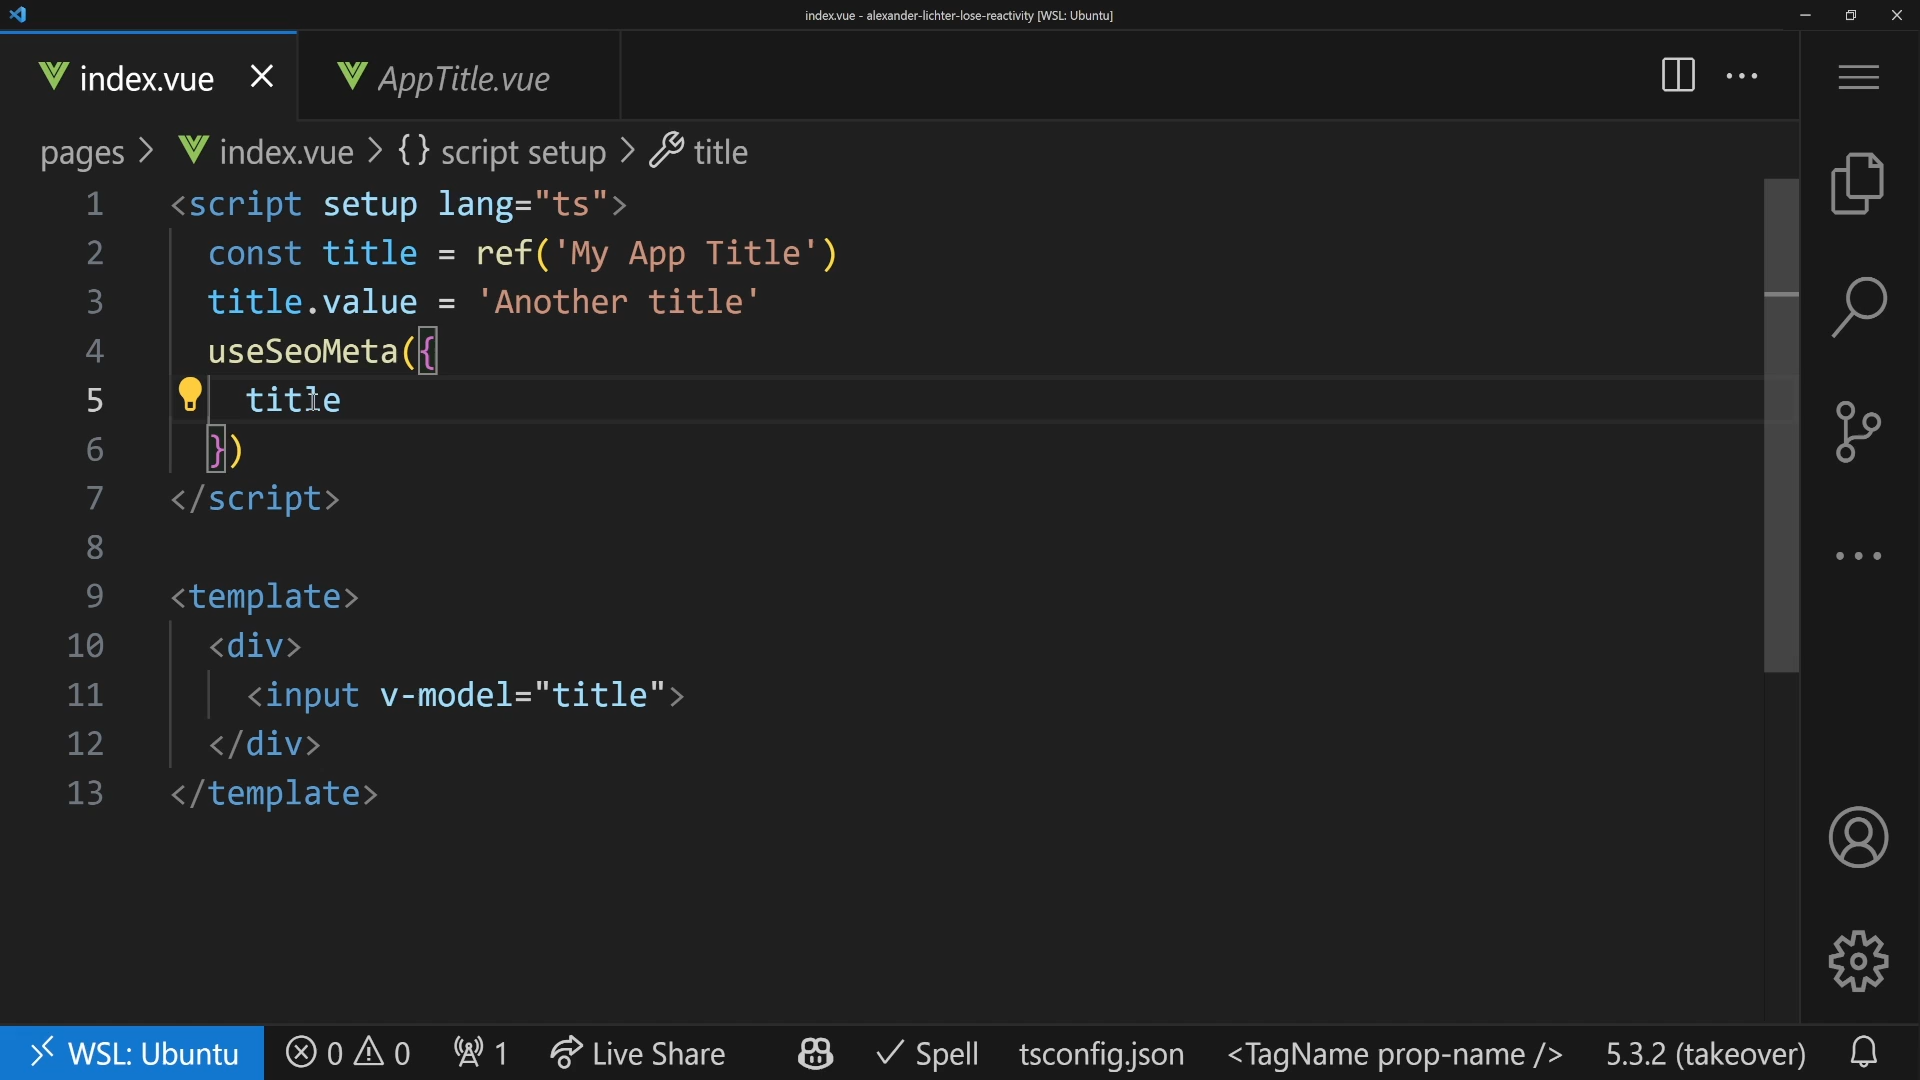 index.vue - alexander-lichter-lose-reactivity [WSL: Ubuntu]
index.vue
AppTitle.vue
pages > index.vue > {} script setup > title
1 <script setup lang="ts">
2 const title = ref('My App Title')
3 title.value = 'Another title'
4 useSeoMeta({
5 title
6 })
7 </script>
8
9 <template>
10 <div>
11 <input v-model="title">
12 </div>
13 </template>
WSL: Ubuntu 0 0 1 Live Share Spell tsconfig.json <TagName prop-name /> 5.3.2 (takeover)